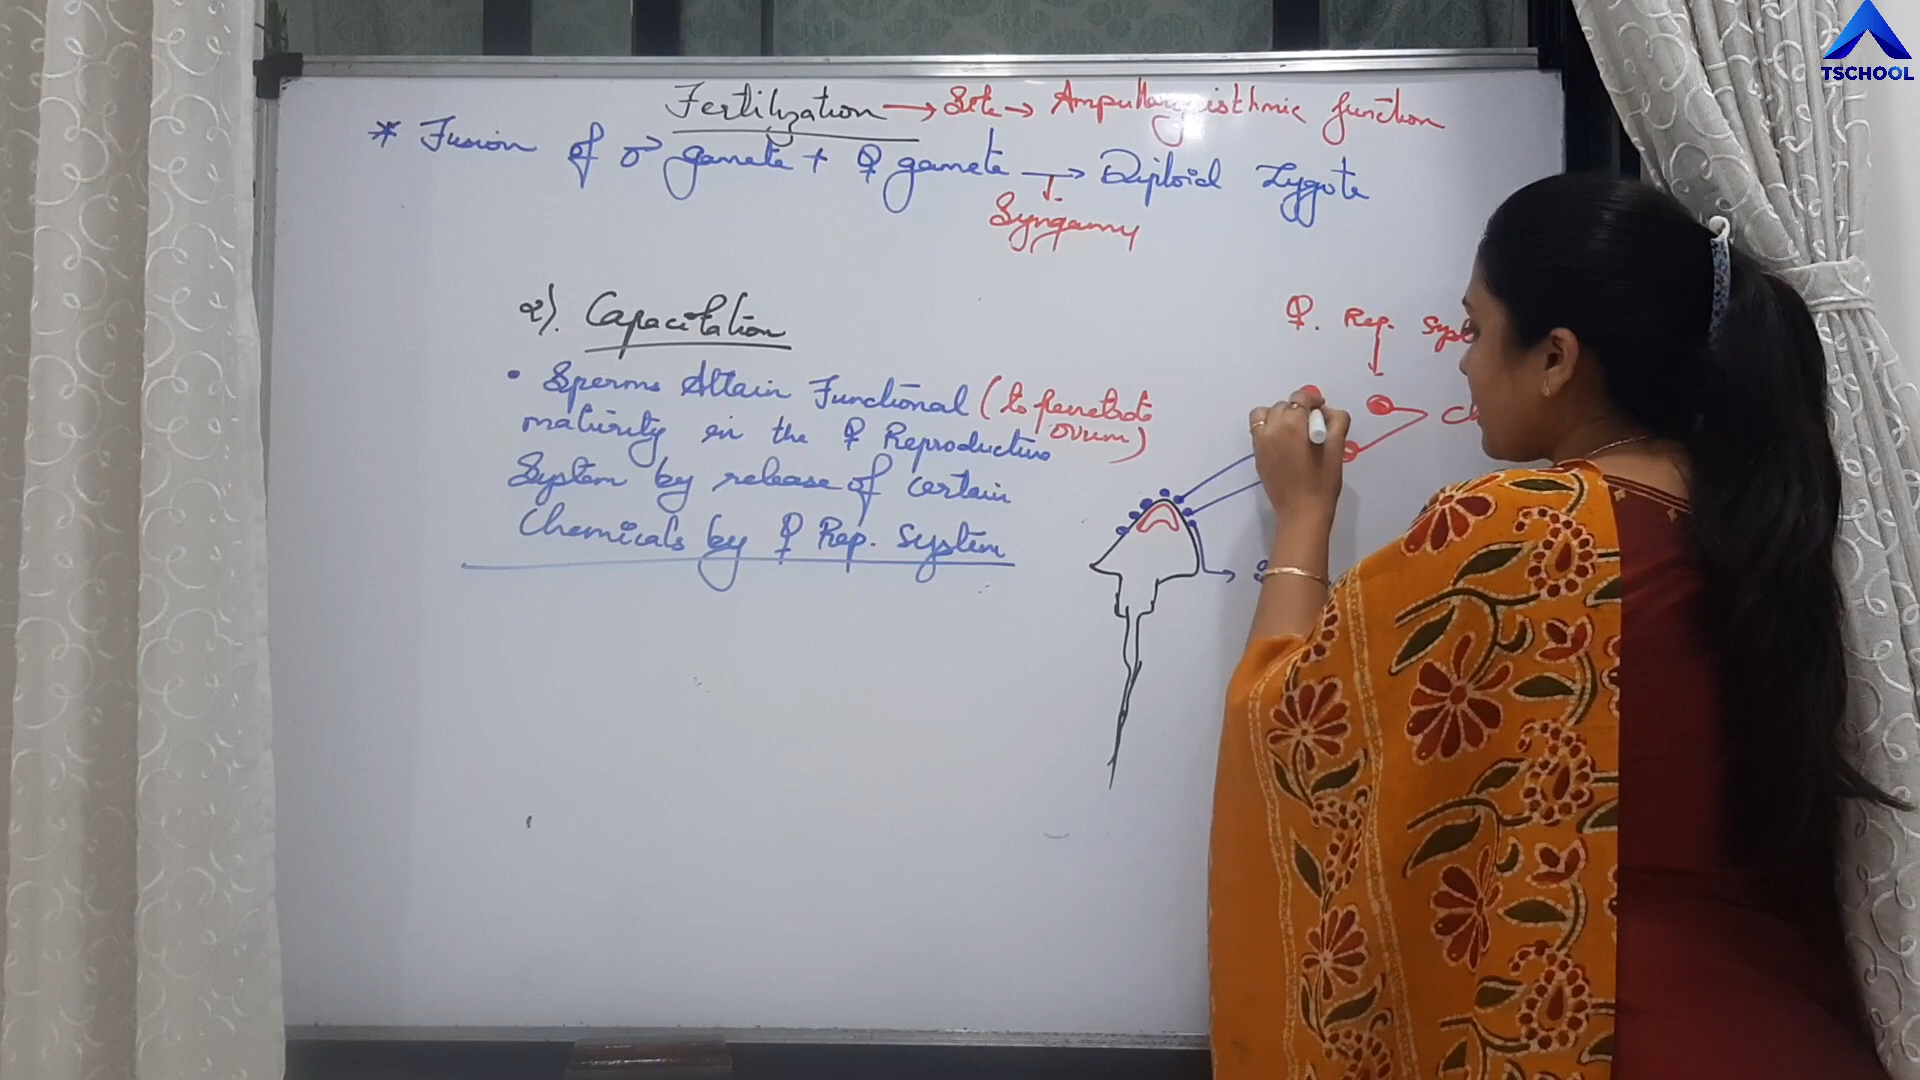 TSCHOOL
Fertilization → Site → Ampullary isthmic function
* Fusion of ♂ gamete + ♀ gamete → Diploid Zygote
Syngamy
2). Capacitation
• Sperms Attain Functional (to penetrate ovum)
maturity in the ♀ Reproductive
System by release of certain
Chemicals by ♀ Rep. System
♀. Rep. Syst